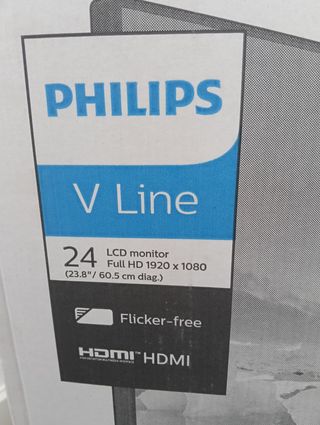 PHILIPS
V Line
24 LCD monitor
Full HD 1920 x 1080
(23.8"/ 60.5 cm diag.)
Flicker-free
HDMI HDMI